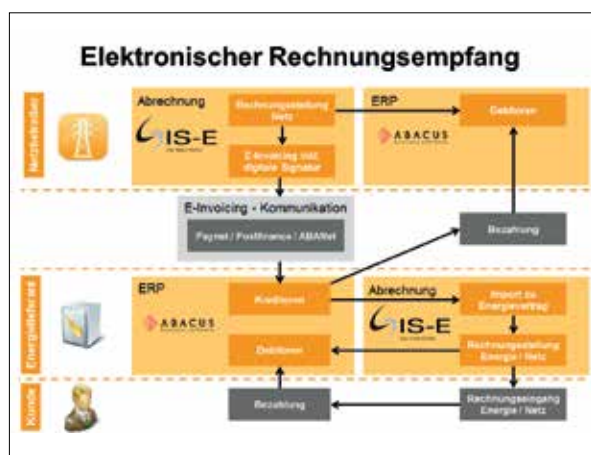 Elektronischer Rechnungsempfang
Netzbetreiber
Abrechnung
IS-E
Rechnungsstellung
Netz
E-Invoicing inkl.
digitare Signatur
ERP
ABACUS
Debitoren
E-Invoicing - Kommunikation
Paynet / Postfinance / ABANet
Bezahlung
Energielieferant
ERP
ABACUS
Kreditoren
Debitoren
Abrechnung
IS-E
Import zu
Energievertrag
Rechnungsstellung
Energie / Netz
Kunde
Bezahlung
Rechnungseingang
Energie / Netz